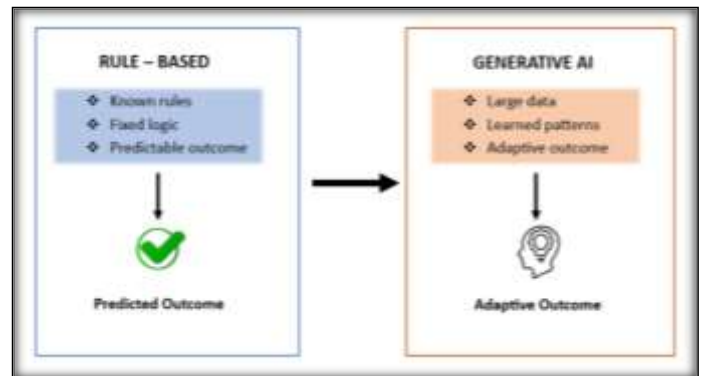 RULE – BASED
❖ Known rules
❖ Fixed logic
❖ Predictable outcome
Predicted Outcome
GENERATIVE AI
❖ Large data
❖ Learned patterns
❖ Adaptive outcome
Adaptive Outcome